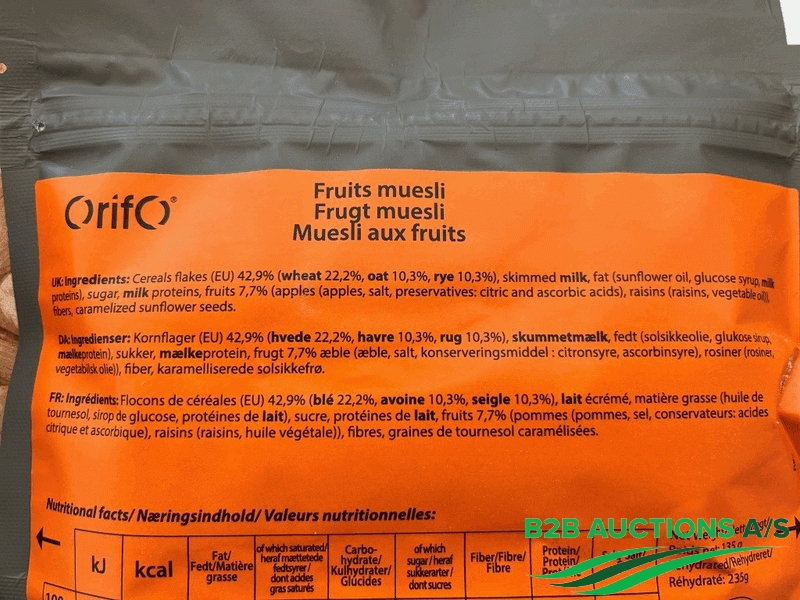 OrifO®
Fruits muesli
Frugt muesli
Muesli aux fruits
UK: Ingredients: Cereals flakes (EU) 42,9% (wheat 22,2%, oat 10,3%, rye 10,3%), skimmed milk, fat (sunflower oil, glucose syrup, milk
proteins), sugar, milk proteins, fruits 7,7% (apples (apples, salt, preservatives: citric and ascorbic acids), raisins (raisins, vegetable oil)),
fibers, caramelized sunflower seeds.
DA: Ingredienser: Kornflager (EU) 42,9% (hvede 22,2%, havre 10,3%, rug 10,3%), skummetmælk, fedt (solsikkeolie, glukose sirup,
mælkeprotein), sukker, mælkeprotein, frugt 7,7% æble (æble, salt, konserveringsmiddel : citronsyre, ascorbinsyre), rosiner (rosiner,
vegetabilsk olie)), fiber, karamelliserede solsikkefrø.
FR: Ingrédients: Flocons de céréales (EU) 42,9% (blé 22,2%, avoine 10,3%, seigle 10,3%), lait écrémé, matière grasse (huile de
tournesol, sirop de glucose, protéines de lait), sucre, protéines de lait, fruits 7,7% (pommes (pommes, sel, conservateurs: acides
citrique et ascorbique), raisins (raisins, huile végétale)), fibres, graines de tournesol caramélisées.
Nutritional facts/ Næringsindhold/ Valeurs nutritionnelles:
kJ
kcal
Fat/
Fedt/Matière
grasse
of which saturated/
heraf mættetede
fedtsyrer/
dont acides
gras saturés
Carbo-
hydrate/
Kulhydrater/
Glucides
of which
sugar/ heraf
sukkerarter/
dont sucres
Fiber/Fibre/
Fibre
Protein/
Protein/
B2B AUCTIONS A/S
135g
Réhydraté: 235g
100